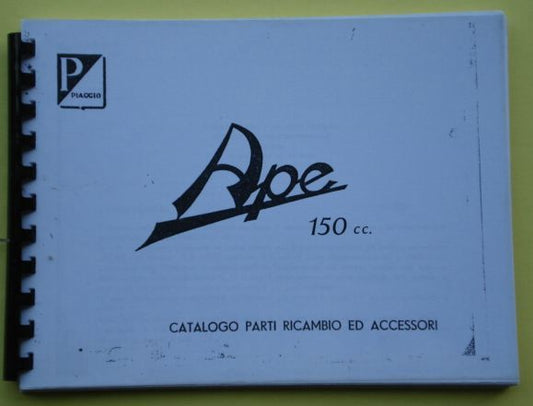 P
PIAGGIO
Ape
150 cc.
CATALOGO PARTI RICAMBIO ED ACCESSORI